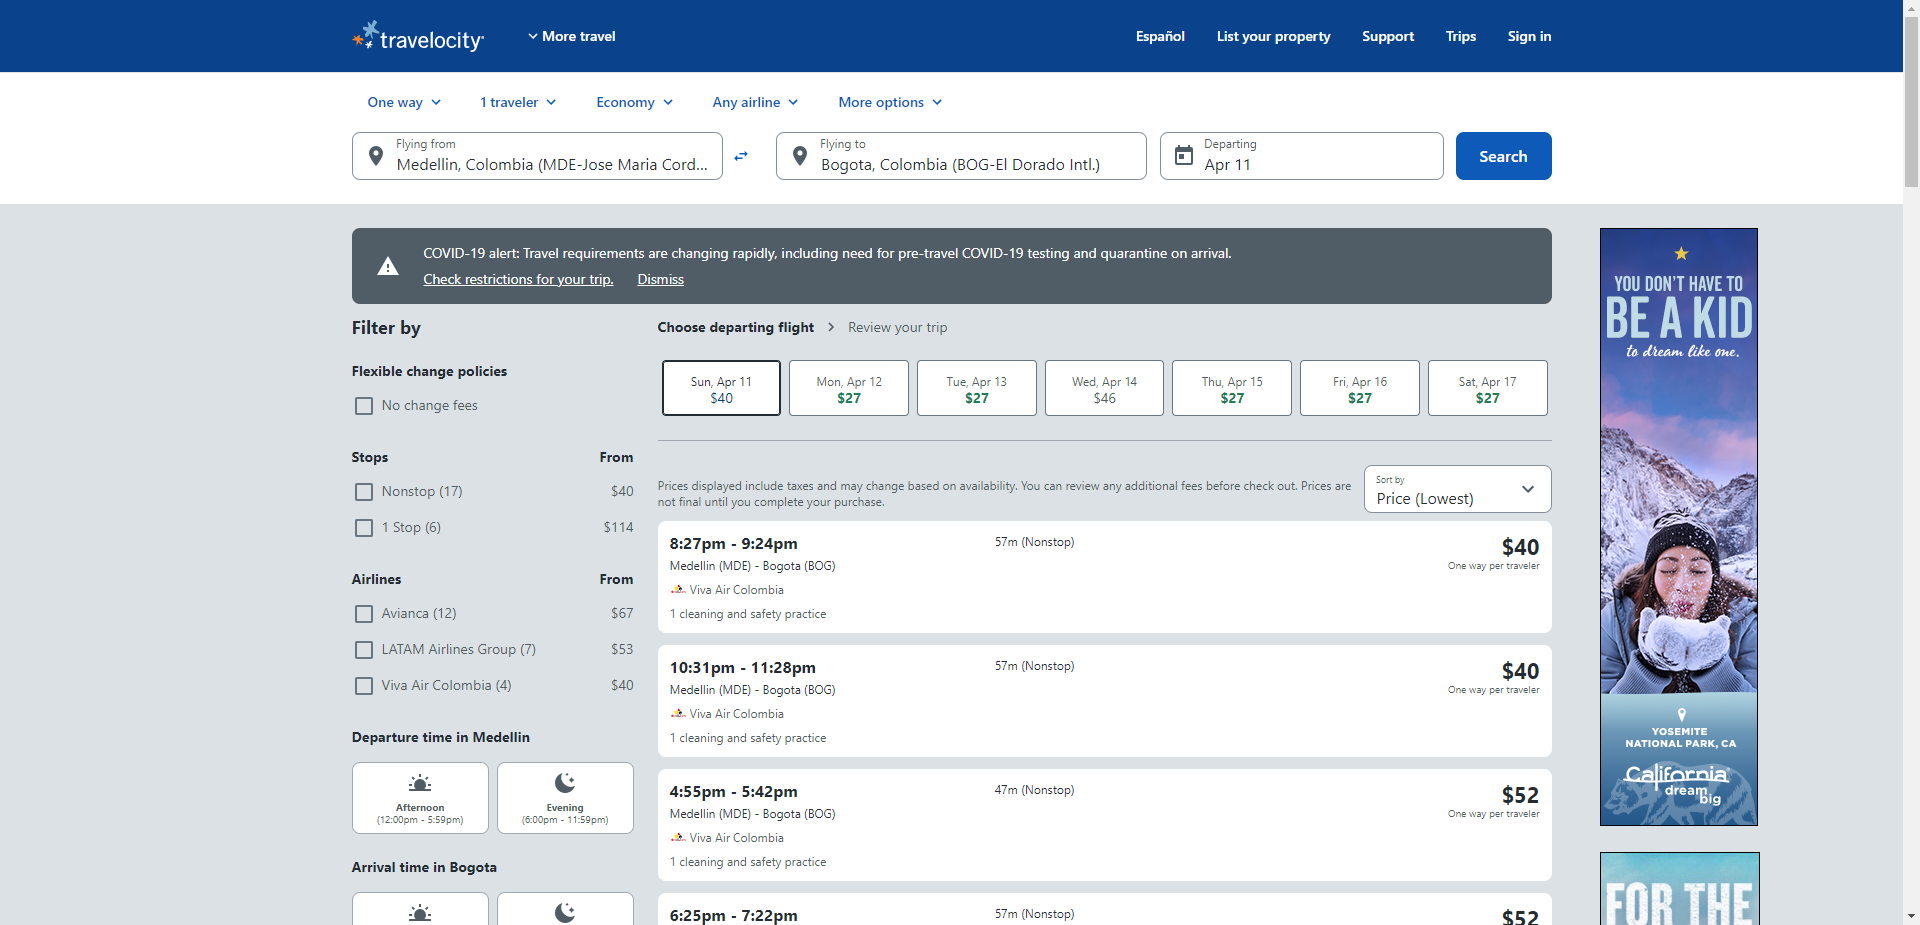 travelocity
More travel
Español
List your property
Support
Trips
Sign in
One way
1 traveler
Economy
Any airline
More options
Flying from
Medellin, Colombia (MDE-Jose Maria Cord...
Flying to
Bogota, Colombia (BOG-El Dorado Intl.)
Departing
Apr 11
Search
COVID-19 alert: Travel requirements are changing rapidly, including need for pre-travel COVID-19 testing and quarantine on arrival.
Check restrictions for your trip.
Dismiss
Filter by
Flexible change policies
No change fees
Stops From
Nonstop (17) $40
1 Stop (6) $114
Airlines From
Avianca (12) $67
LATAM Airlines Group (7) $53
Viva Air Colombia (4) $40
Departure time in Medellin
Afternoon
(12:00pm - 5:59pm)
Evening
(6:00pm - 11:59pm)
Arrival time in Bogota
Choose departing flight
Review your trip
Sun, Apr 11
$40
Mon, Apr 12
$27
Tue, Apr 13
$27
Wed, Apr 14
$46
Thu, Apr 15
$27
Fri, Apr 16
$27
Sat, Apr 17
$27
Prices displayed include taxes and may change based on availability. You can review any additional fees before check out. Prices are
not final until you complete your purchase.
Sort by
Price (Lowest)
8:27pm - 9:24pm
Medellin (MDE) - Bogota (BOG)
Viva Air Colombia
1 cleaning and safety practice
57m (Nonstop)
$40
One way per traveler
10:31pm - 11:28pm
Medellin (MDE) - Bogota (BOG)
Viva Air Colombia
1 cleaning and safety practice
57m (Nonstop)
$40
One way per traveler
4:55pm - 5:42pm
Medellin (MDE) - Bogota (BOG)
Viva Air Colombia
1 cleaning and safety practice
47m (Nonstop)
$52
One way per traveler
6:25pm - 7:22pm
57m (Nonstop)
$52
YOU DON'T HAVE TO
BE A KID
to dream like one.
YOSEMITE
NATIONAL PARK, CA
California
dream
big
FOR THE